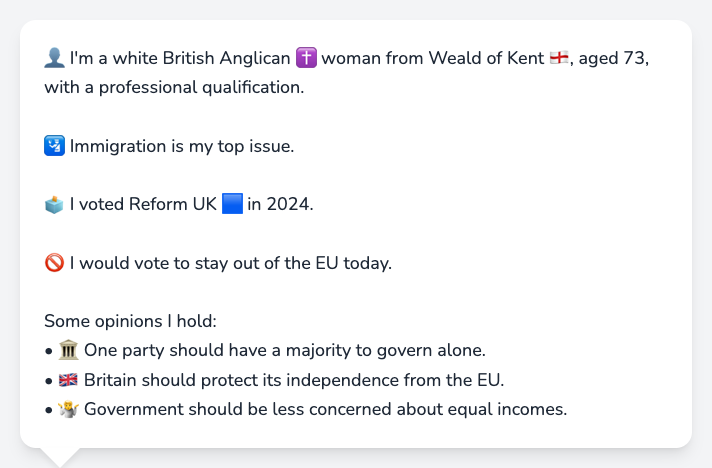 👤 I'm a white British Anglican ✝️ woman from Weald of Kent 🏴󠁧󠁢󠁥󠁮󠁧󠁿, aged 73,
with a professional qualification.
🛂 Immigration is my top issue.
🗳️ I voted Reform UK 🟦 in 2024.
🚫 I would vote to stay out of the EU today.
Some opinions I hold:
• 🏛️ One party should have a majority to govern alone.
• 🇬🇧 Britain should protect its independence from the EU.
• 🤷 Government should be less concerned about equal incomes.